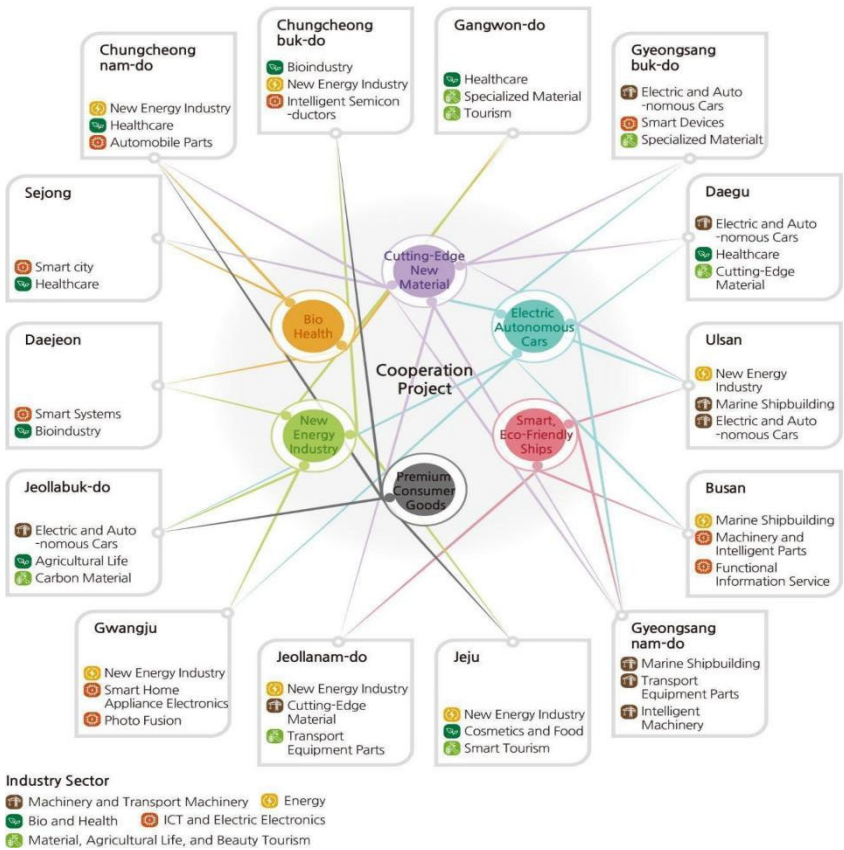 Chungcheong
nam-do
New Energy Industry
Healthcare
Automobile Parts
Chungcheong
buk-do
Bioindustry
New Energy Industry
Intelligent Semicon
-ductors
Gangwon-do
Healthcare
Specialized Material
Tourism
Gyeongsang
buk-do
Electric and Auto
-nomous Cars
Smart Devices
Specialized Materialt
Sejong
Smart city
Healthcare
Daegu
Electric and Auto
-nomous Cars
Healthcare
Cutting-Edge
Material
Daejeon
Smart Systems
Bioindustry
Ulsan
New Energy
Industry
Marine Shipbuilding
Electric and Auto
-nomous Cars
Cutting-Edge
New
Material
Bio
Health
Electric
Autonomous
Cars
Cooperation
Project
New
Energy
Industry
Smart,
Eco-Friendly
Ships
Premium
Consumer
Goods
Jeollabuk-do
Electric and Auto
-nomous Cars
Agricultural Life
Carbon Material
Busan
Marine Shipbuilding
Machinery and
Intelligent Parts
Functional
Information Service
Gwangju
New Energy Industry
Smart Home
Appliance Electronics
Photo Fusion
Jeollanam-do
New Energy Industry
Cutting-Edge
Material
Transport
Equipment Parts
Jeju
New Energy Industry
Cosmetics and Food
Smart Tourism
Gyeongsang
nam-do
Marine Shipbuilding
Transport
Equipment Parts
Intelligent
Machinery
Industry Sector
Machinery and Transport Machinery Energy
Bio and Health ICT and Electric Electronics
Material, Agricultural Life, and Beauty Tourism